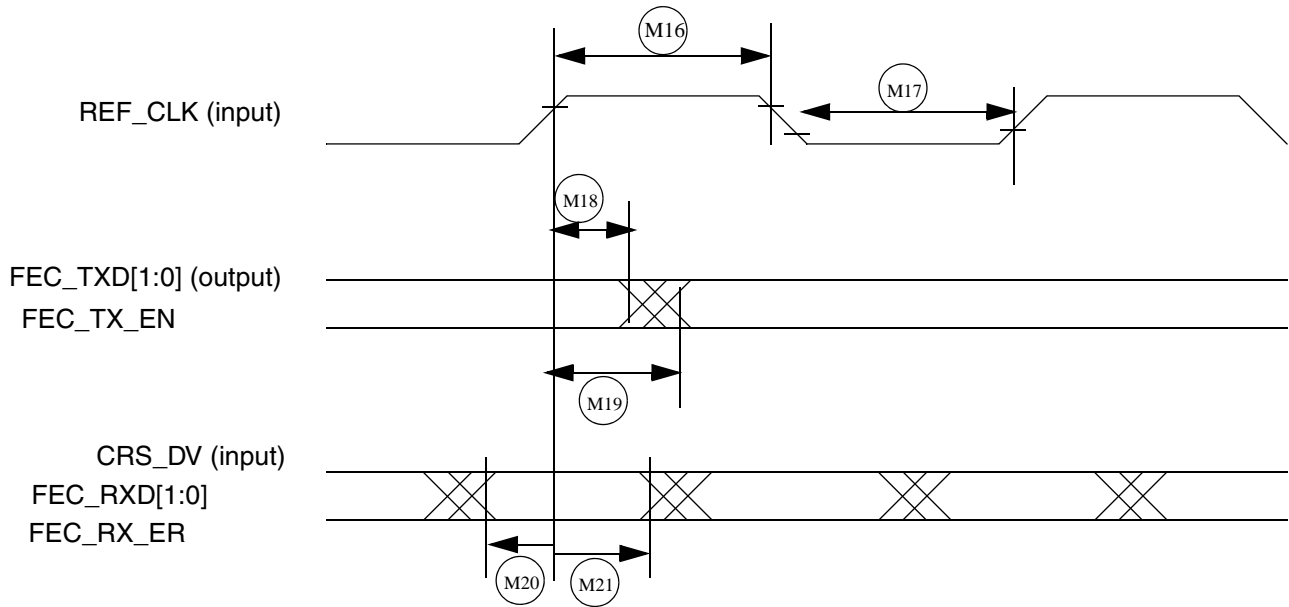 M16
REF_CLK (input)
M17
M18
FEC_TXD[1:0] (output)
FEC_TX_EN
M19
CRS_DV (input)
FEC_RXD[1:0]
FEC_RX_ER
M20
M21